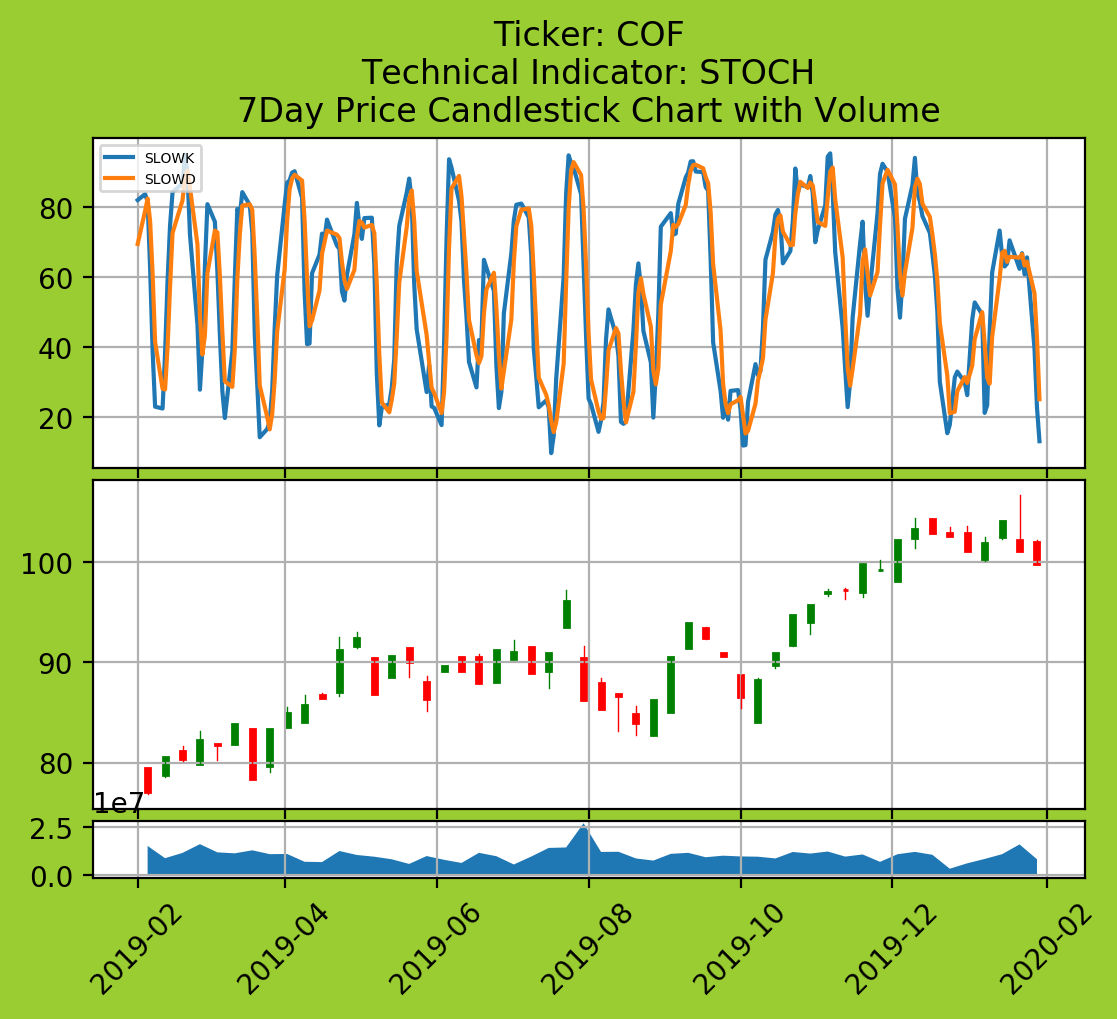 Ticker: COF
Technical Indicator: STOCH
7Day Price Candlestick Chart with Volume
SLOWK
SLOWD
80
60
40
20
100
90
80
1e7
2.5
0.0
2019-02
2019-04
2019-06
2019-08
2019-10
2019-12
2020-02